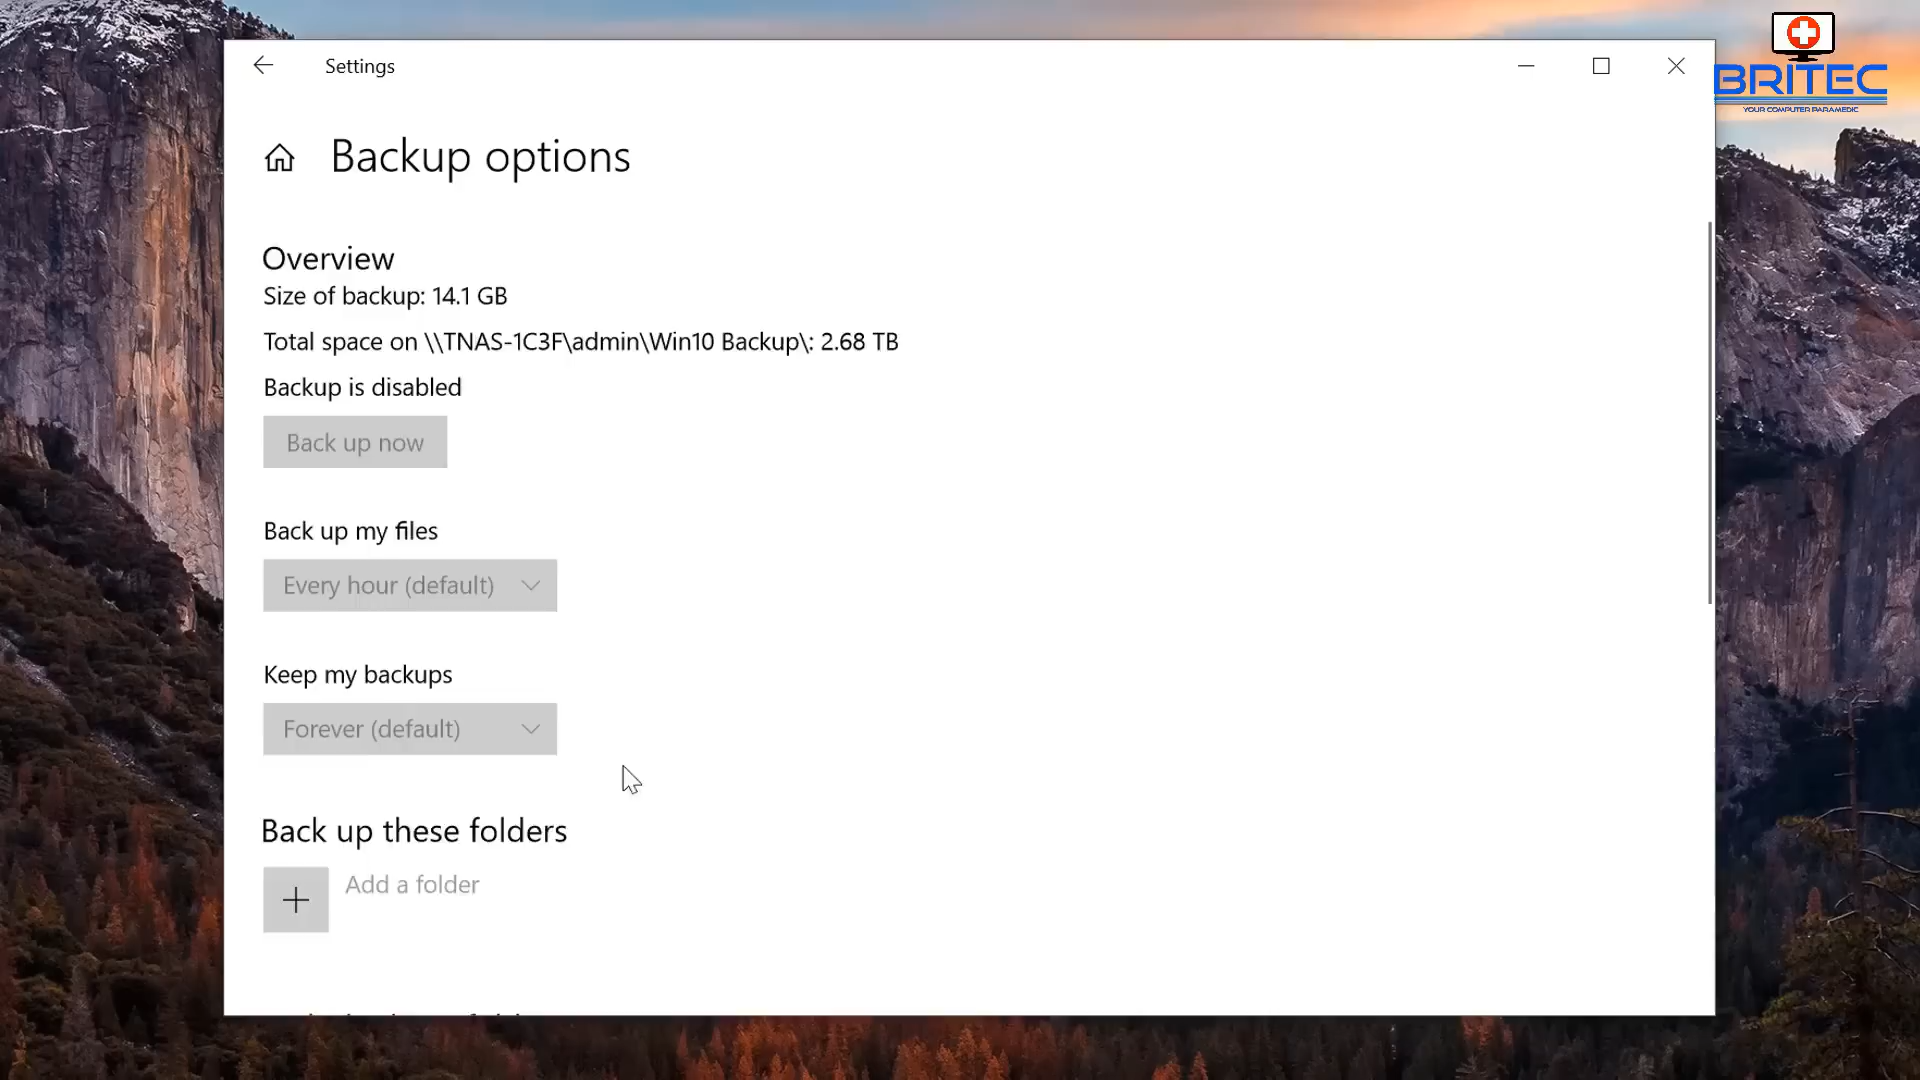 Settings
BRITEC
YOUR COMPUTER PARAMEDIC
Backup options
Overview
Size of backup: 14.1 GB
Total space on \\TNAS-1C3F\admin\Win10 Backup\: 2.68 TB
Backup is disabled
Back up now
Back up my files
Every hour (default)
Keep my backups
Forever (default)
Back up these folders
Add a folder